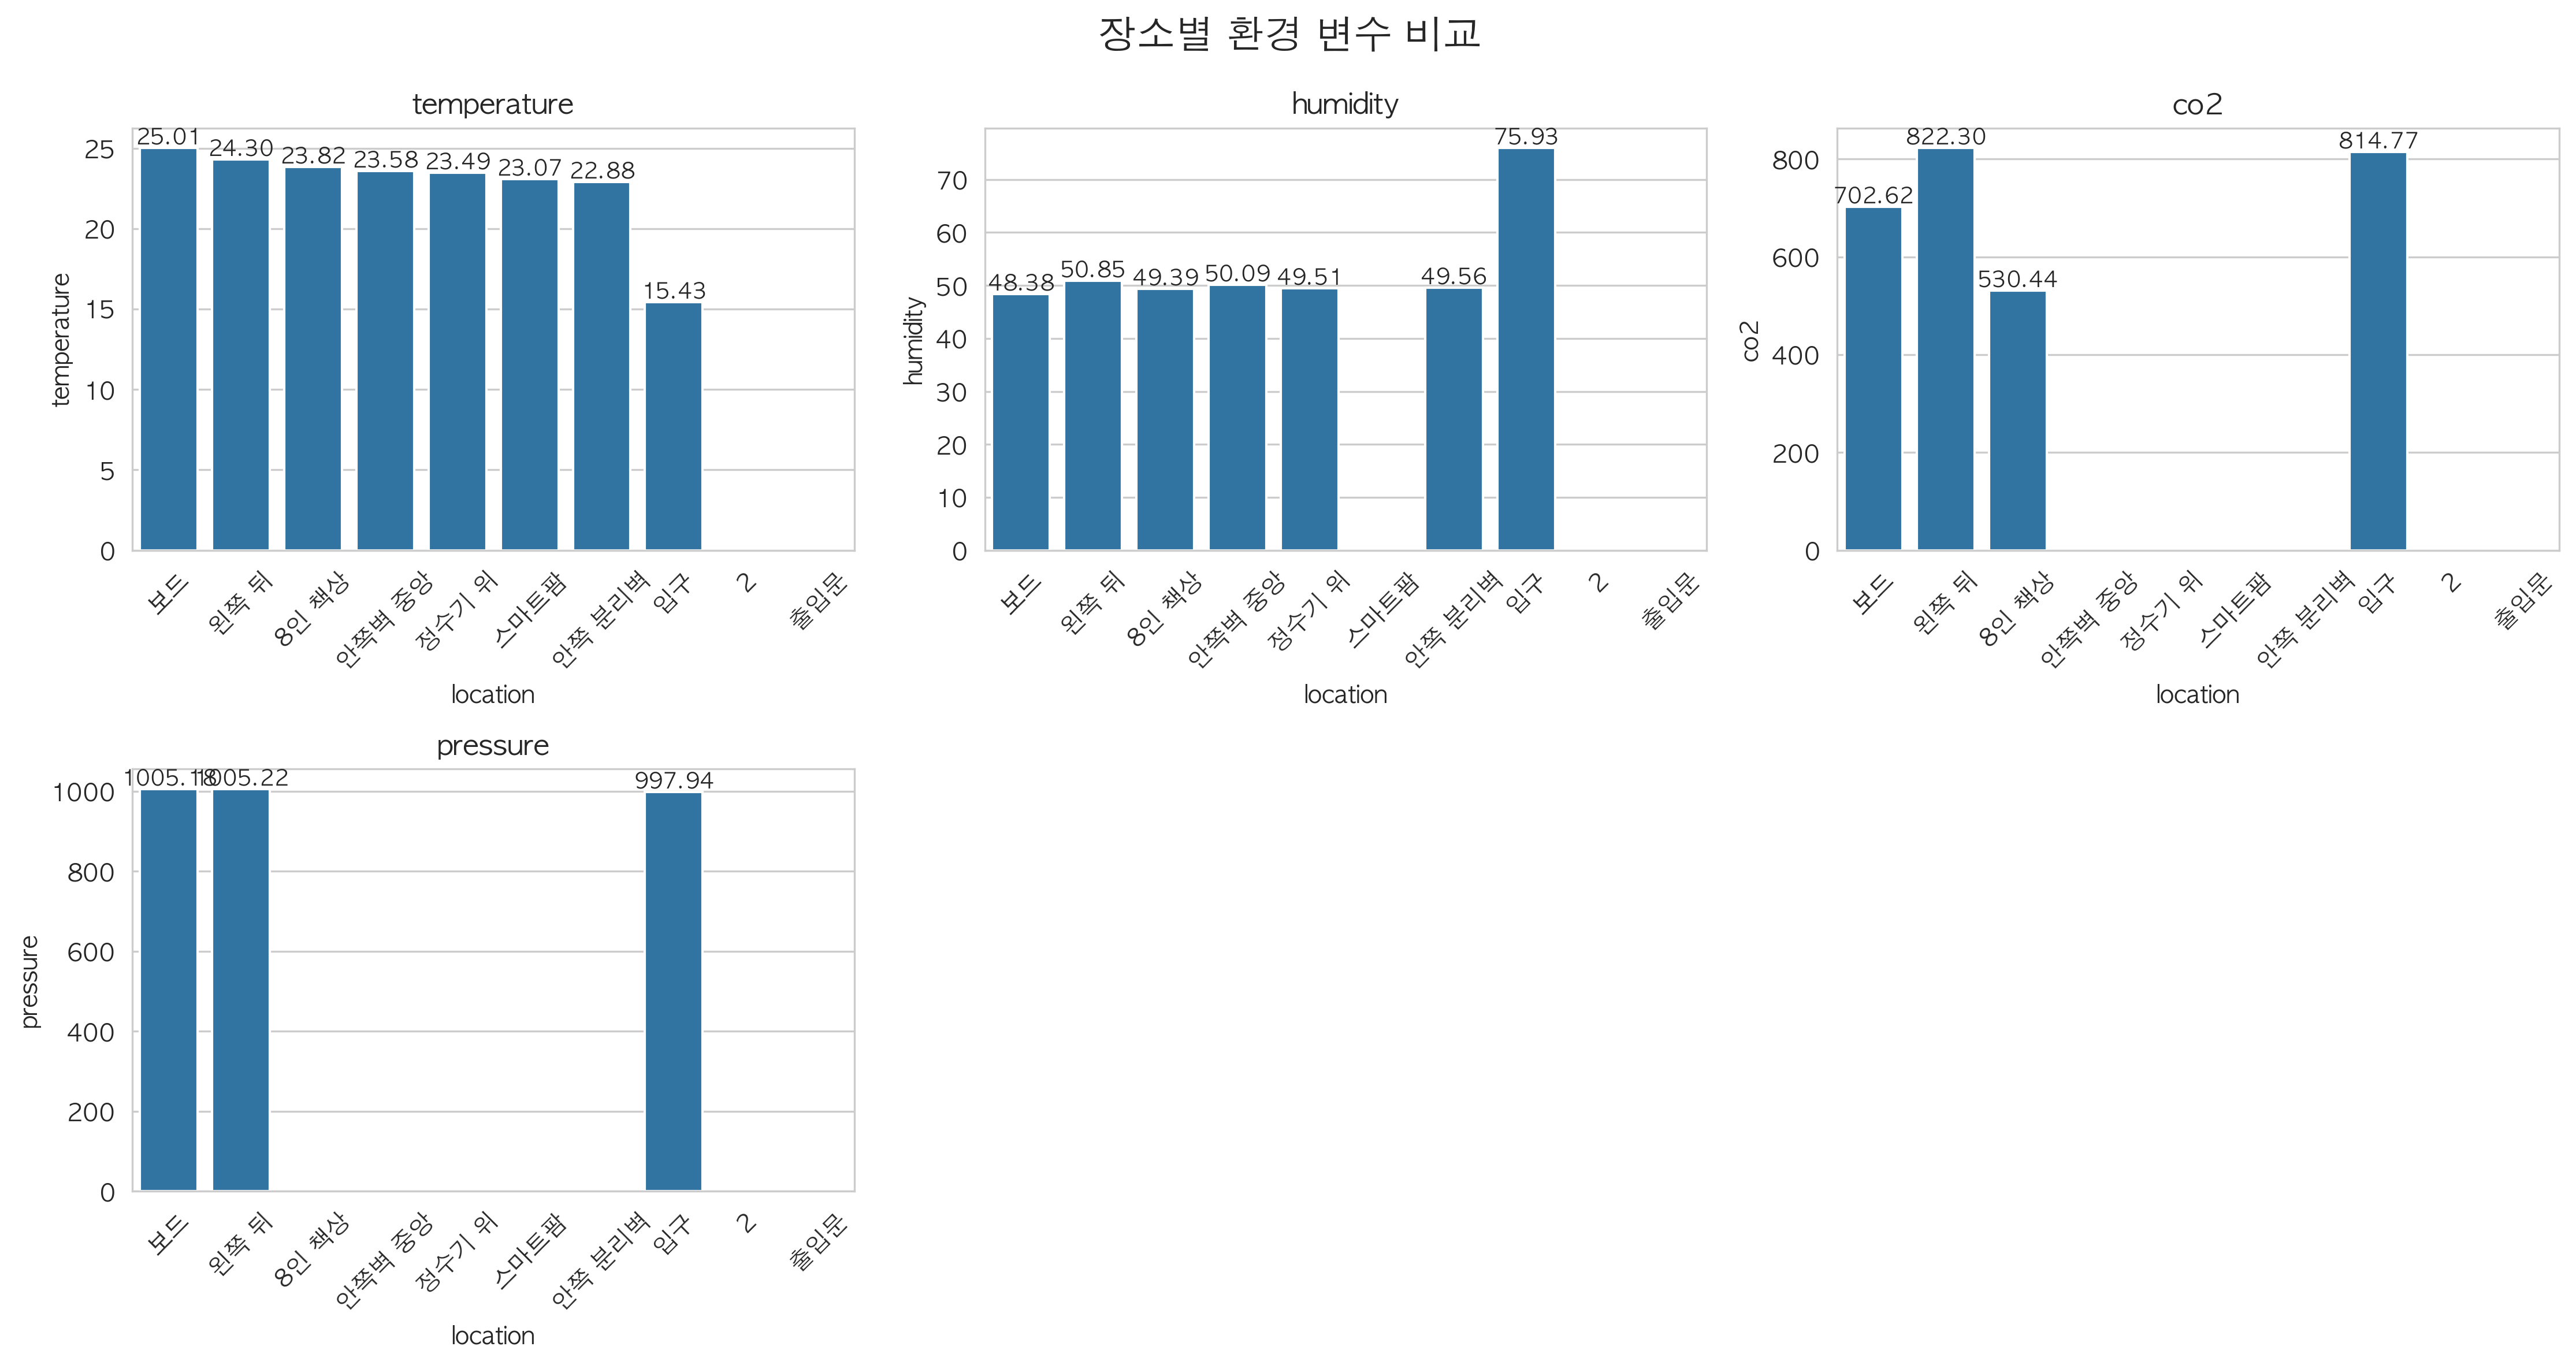 장소별 환경 변수 비교
temperature
25.01 24.30 23.82 23.58 23.49 23.07 22.88 15.43
25
20
15
10
5
0
temperature
보드 왼쪽 뒤 8인 책상 안쪽벽 중앙 정수기 위 스마트팜 안쪽 분리벽 입구 2 출입문
location
humidity
48.38 50.85 49.39 50.09 49.51 49.56 75.93
70
60
50
40
30
20
10
0
humidity
보드 왼쪽 뒤 8인 책상 안쪽벽 중앙 정수기 위 스마트팜 안쪽 분리벽 입구 2 출입문
location
co2
702.62 822.30 530.44 814.77
800
600
400
200
0
co2
보드 왼쪽 뒤 8인 책상 안쪽벽 중앙 정수기 위 스마트팜 안쪽 분리벽 입구 2 출입문
location
pressure
1005.18 1005.22 997.94
1000
800
600
400
200
0
pressure
보드 왼쪽 뒤 8인 책상 안쪽벽 중앙 정수기 위 스마트팜 안쪽 분리벽 입구 2 출입문
location